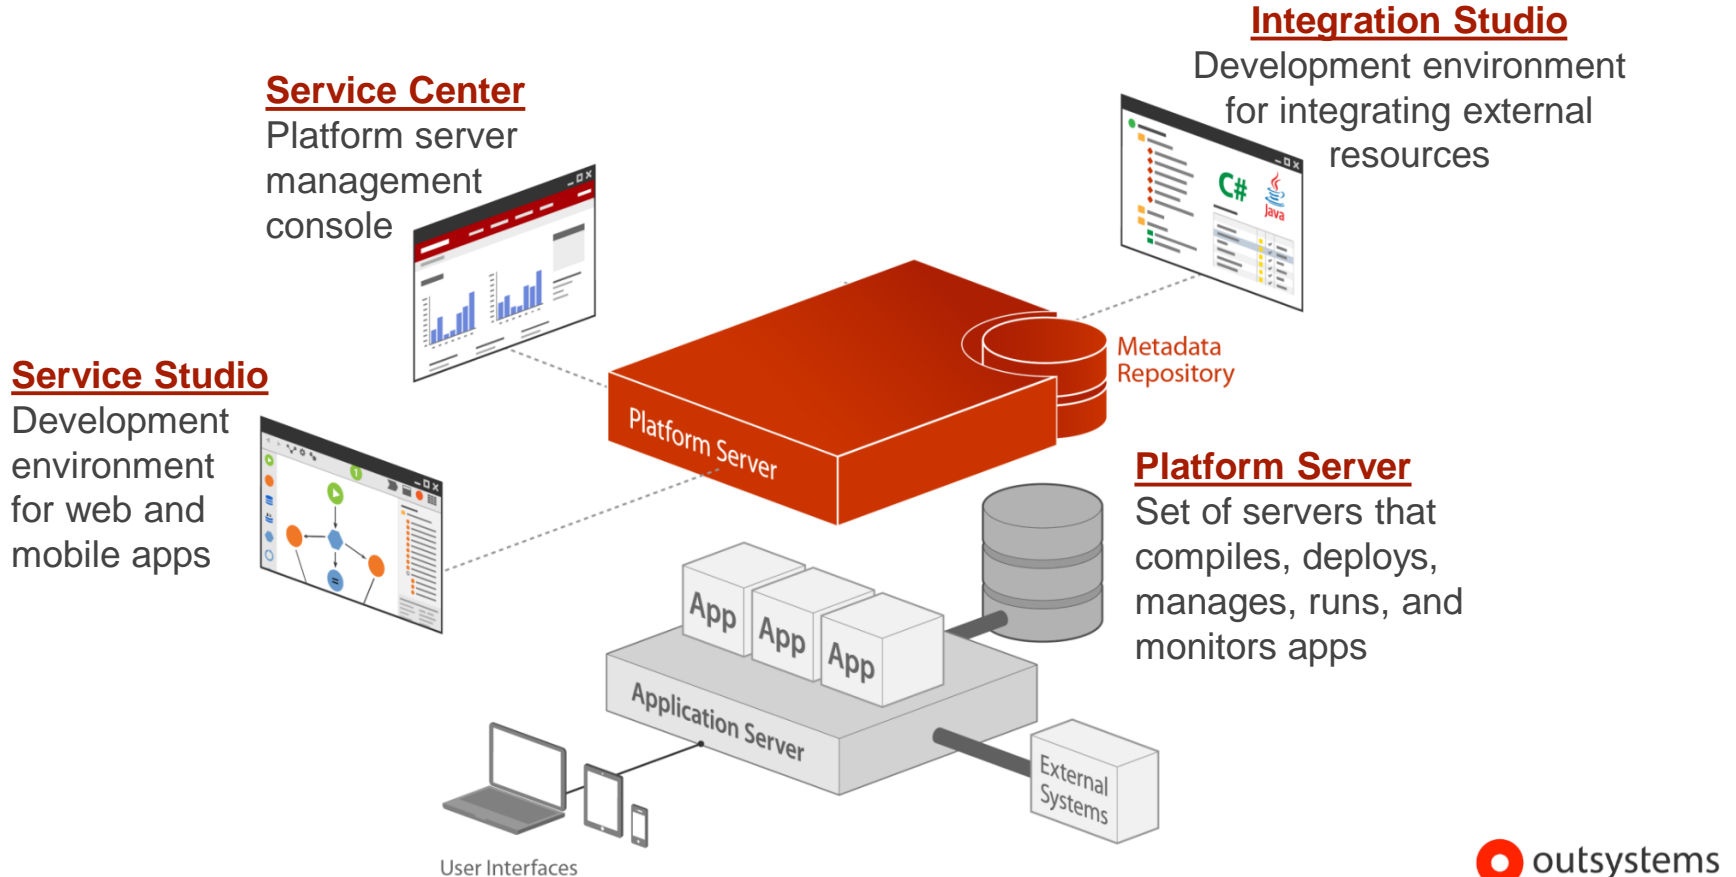 Integration Studio
Development environment
for integrating external
resources
C#
Java
Service Center
Platform server
management
console
Service Studio
Development
environment
for web and
mobile apps
1
=
Metadata
Repository
Platform Server
Platform Server
Set of servers that
compiles, deploys,
manages, runs, and
monitors apps
App
App
App
Application Server
External
Systems
User Interfaces
outsystems